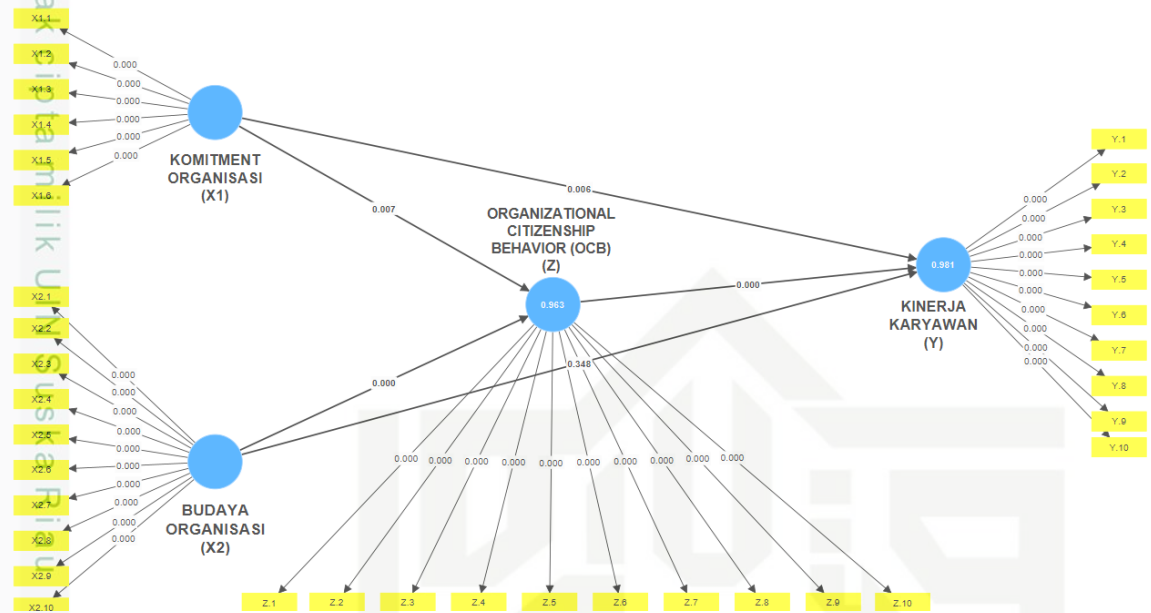 X1.1
X1.2
X1.3
X1.4
X1.5
X1.6
0.000
0.000
0.000
0.000
0.000
0.000
KOMITMENT
ORGANISASI
(X1)
0.006
0.007
ORGANIZATIONAL
CITIZENSHIP
BEHAVIOR (OCB)
(Z)
0.963
0.000
0.981
KINERJA
KARYAWAN
(Y)
0.000
0.000
0.000
0.000
0.000
0.000
0.000
0.000
0.000
0.000
Y.1
Y.2
Y.3
Y.4
Y.5
Y.6
Y.7
Y.8
Y.9
Y.10
0.348
0.000
X2.1
X2.2
X2.3
X2.4
X2.5
X2.6
X2.7
X2.8
X2.9
X2.10
0.000
0.000
0.000
0.000
0.000
0.000
0.000
0.000
0.000
0.000
BUDAYA
ORGANISASI
(X2)
0.000 0.000 0.000 0.000 0.000 0.000 0.000 0.000 0.000 0.000
Z.1 Z.2 Z.3 Z.4 Z.5 Z.6 Z.7 Z.8 Z.9 Z.10
ak cipta milik UIN Suska Riau